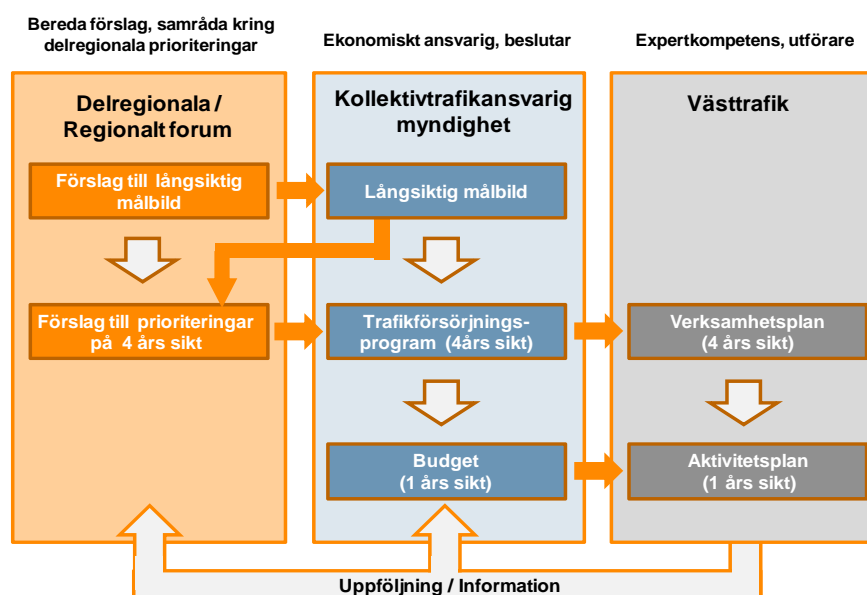 Bereda förslag, samråda kring
delregionala prioriteringar
Ekonomiskt ansvarig, beslutar
Expertkompetens, utförare
Delregionala /
Regionalt forum
Kollektivtrafikansvarig
myndighet
Västtrafik
Förslag till långsiktig
målbild
Långsiktig målbild
Förslag till prioriteringar
på 4 års sikt
Trafikförsörjnings-
program (4års sikt)
Verksamhetsplan
(4 års sikt)
Budget
(1 års sikt)
Aktivitetsplan
(1 års sikt)
Uppföljning / Information